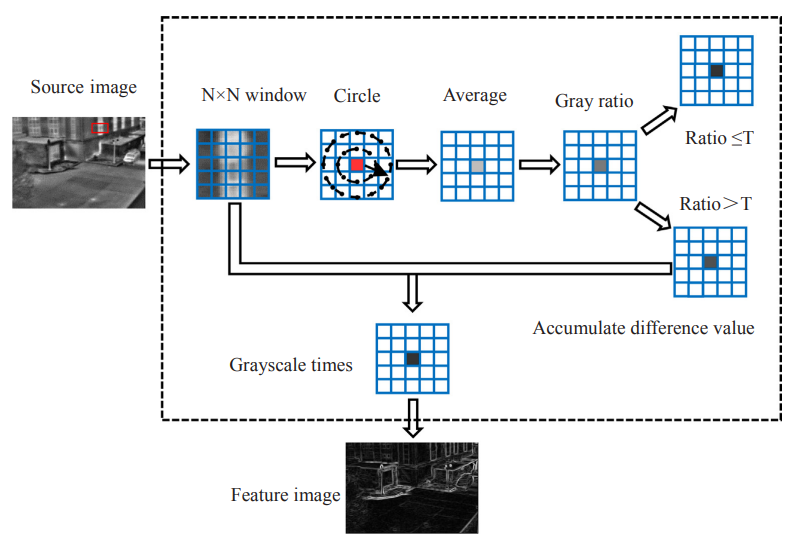 Source image
N×N window
Circle
Average
Gray ratio
Ratio ≤T
Ratio>T
Accumulate difference value
Grayscale times
Feature image